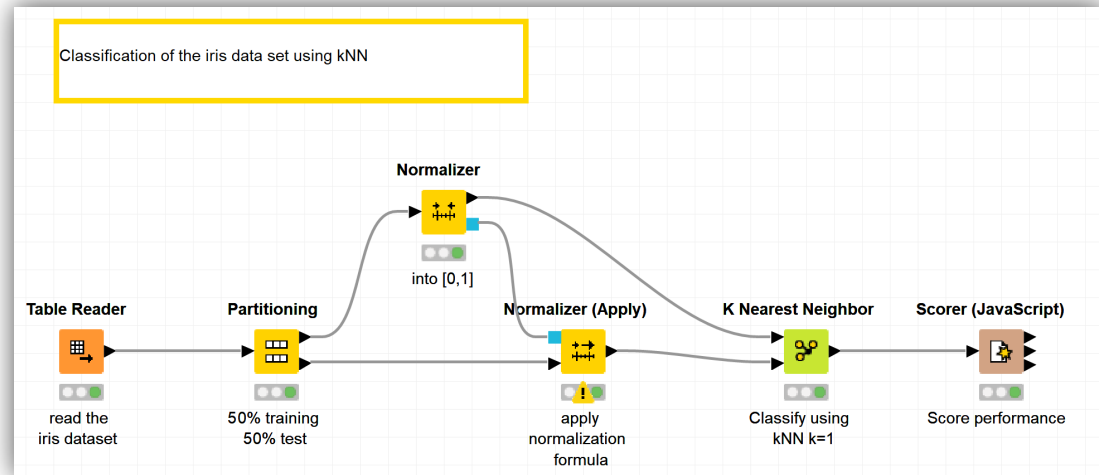 Classification of the iris data set using kNN
Normalizer
into [0,1]
Table Reader
Partitioning
Normalizer (Apply)
K Nearest Neighbor
Scorer (JavaScript)
read the
iris dataset
50% training
50% test
apply
normalization
formula
Classify using
kNN k=1
Score performance